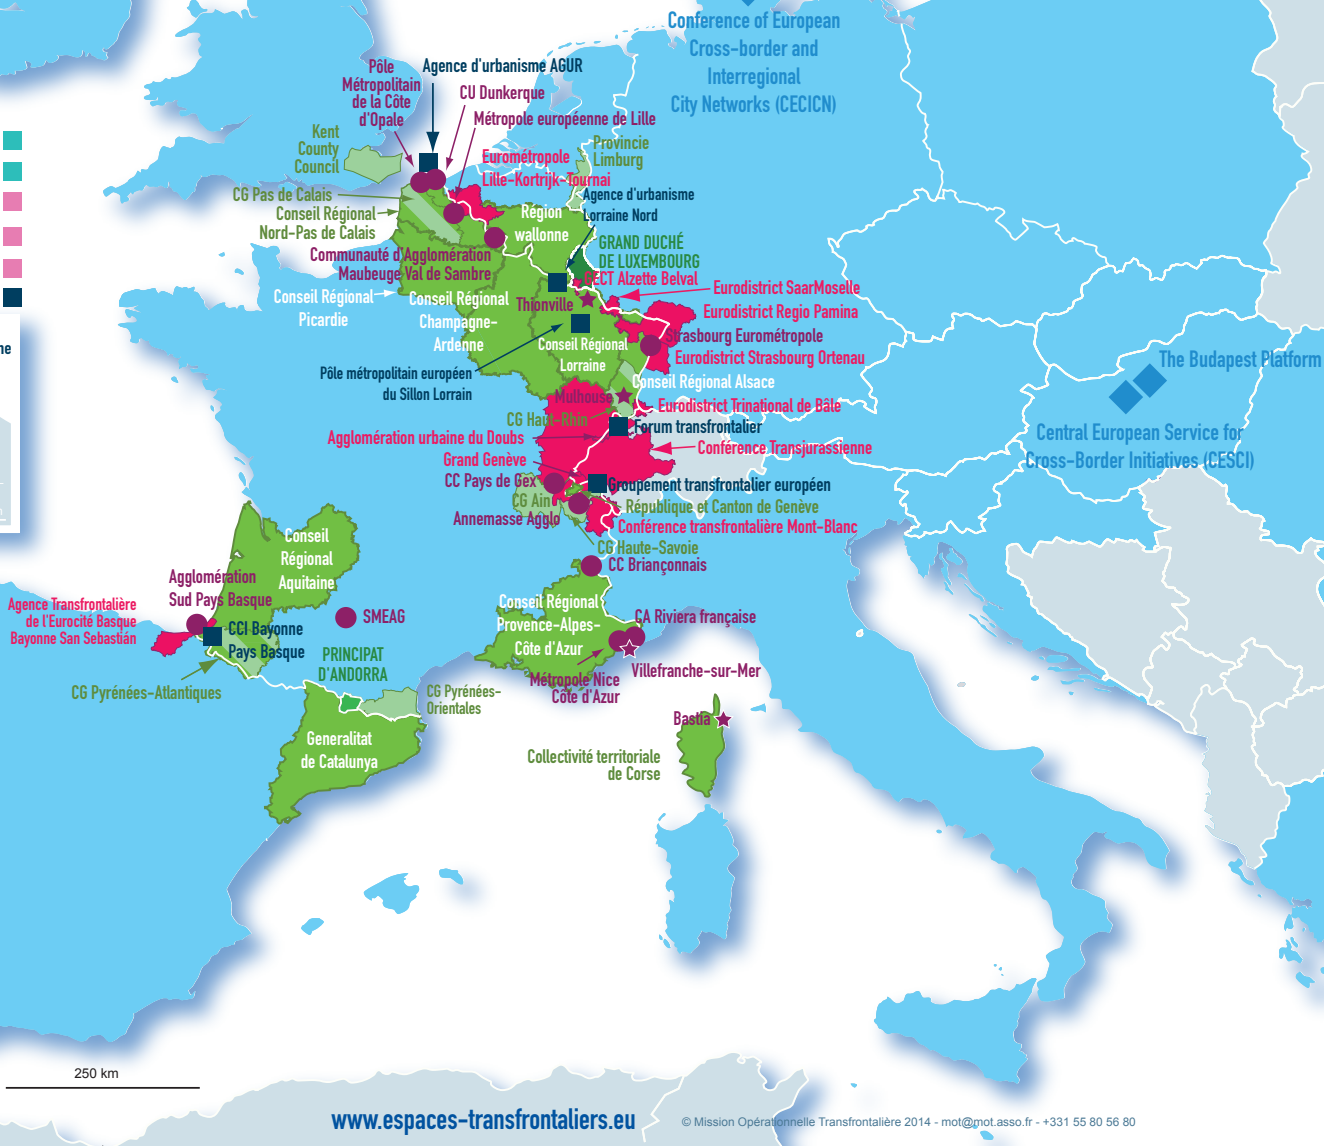 Conference of European
Cross-border and
Interregional
City Networks (CECICN)
Pôle
Métropolitain
de la Côte
d'Opale
Agence d'urbanisme AGUR
CU Dunkerque
Métropole européenne de Lille
Kent
County
Council
Eurométropole
Lille-Kortrijk-Tournai
Provincie
Limburg
CG Pas de Calais
Conseil Régional
Nord-Pas de Calais
Agence d'urbanisme
Lorraine Nord
Région
wallonne
Communauté d'Agglomération
Maubeuge Val de Sambre
GRAND DUCHÉ
DE LUXEMBOURG
GECT Alzette Belval
Eurodistrict SaarMoselle
Conseil Régional
Picardie
Conseil Régional
Champagne-
Ardenne
Thionville
Eurodistrict Regio Pamina
Strasbourg Eurométropole
Conseil Régional
Lorraine
Eurodistrict Strasbourg Ortenau
Pôle métropolitain européen
du Sillon Lorrain
Conseil Régional Alsace
Mulhouse
Eurodistrict Trinational de Bâle
CG Haut-Rhin
Forum transfrontalier
Agglomération urbaine du Doubs
Conférence Transjurassienne
Grand Genève
CC Pays de Gex
Groupement transfrontalier européen
CG Ain
République et Canton de Genève
Annemasse Agglo
Conférence transfrontalière Mont-Blanc
CG Haute-Savoie
CC Briançonnais
The Budapest Platform
Central European Service for
Cross-Border Initiatives (CESCI)
ne
Conseil
Régional
Aquitaine
Agglomération
Sud Pays Basque
Agence Transfrontalière
de l'Eurocité Basque
Bayonne San Sebastián
CCI Bayonne
Pays Basque
SMEAG
Conseil Régional
Provence-Alpes-
Côte d'Azur
CA Riviera française
Villefranche-sur-Mer
Métropole Nice
Côte d'Azur
PRINCIPAT
D'ANDORRA
CG Pyrénées-Atlantiques
CG Pyrénées-
Orientales
Generalitat
de Catalunya
Bastia
Collectivité territoriale
de Corse
250 km
www.espaces-transfrontaliers.eu
© Mission Opérationnelle Transfrontalière 2014 - mot@mot.asso.fr - +331 55 80 56 80